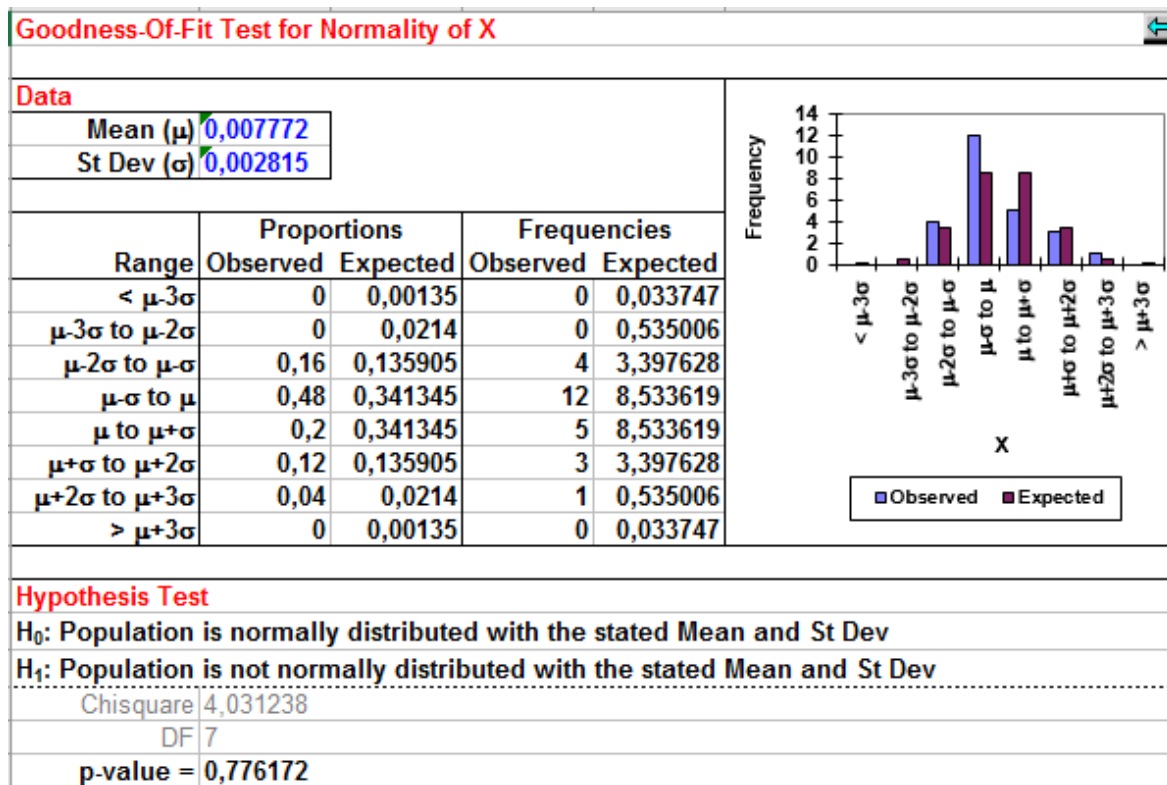 Goodness-Of-Fit Test for Normality of X
Data
Mean (μ) 0,007772
St Dev (σ) 0,002815
Proportions Frequencies
Range Observed Expected Observed Expected
< μ-3σ 0 0,00135 0 0,033747
μ-3σ to μ-2σ 0 0,0214 0 0,535006
μ-2σ to μ-σ 0,16 0,135905 4 3,397628
μ-σ to μ 0,48 0,341345 12 8,533619
μ to μ+σ 0,2 0,341345 5 8,533619
μ+σ to μ+2σ 0,12 0,135905 3 3,397628
μ+2σ to μ+3σ 0,04 0,0214 1 0,535006
> μ+3σ 0 0,00135 0 0,033747
Frequency
14
12
10
8
6
4
2
0
< μ-3σ
μ-3σ to μ-2σ
μ-2σ to μ-σ
μ-σ to μ
μ to μ+σ
μ+σ to μ+2σ
μ+2σ to μ+3σ
> μ+3σ
X
Observed Expected
Hypothesis Test
H₀: Population is normally distributed with the stated Mean and St Dev
H₁: Population is not normally distributed with the stated Mean and St Dev
Chisquare 4,031238
DF 7
p-value = 0,776172